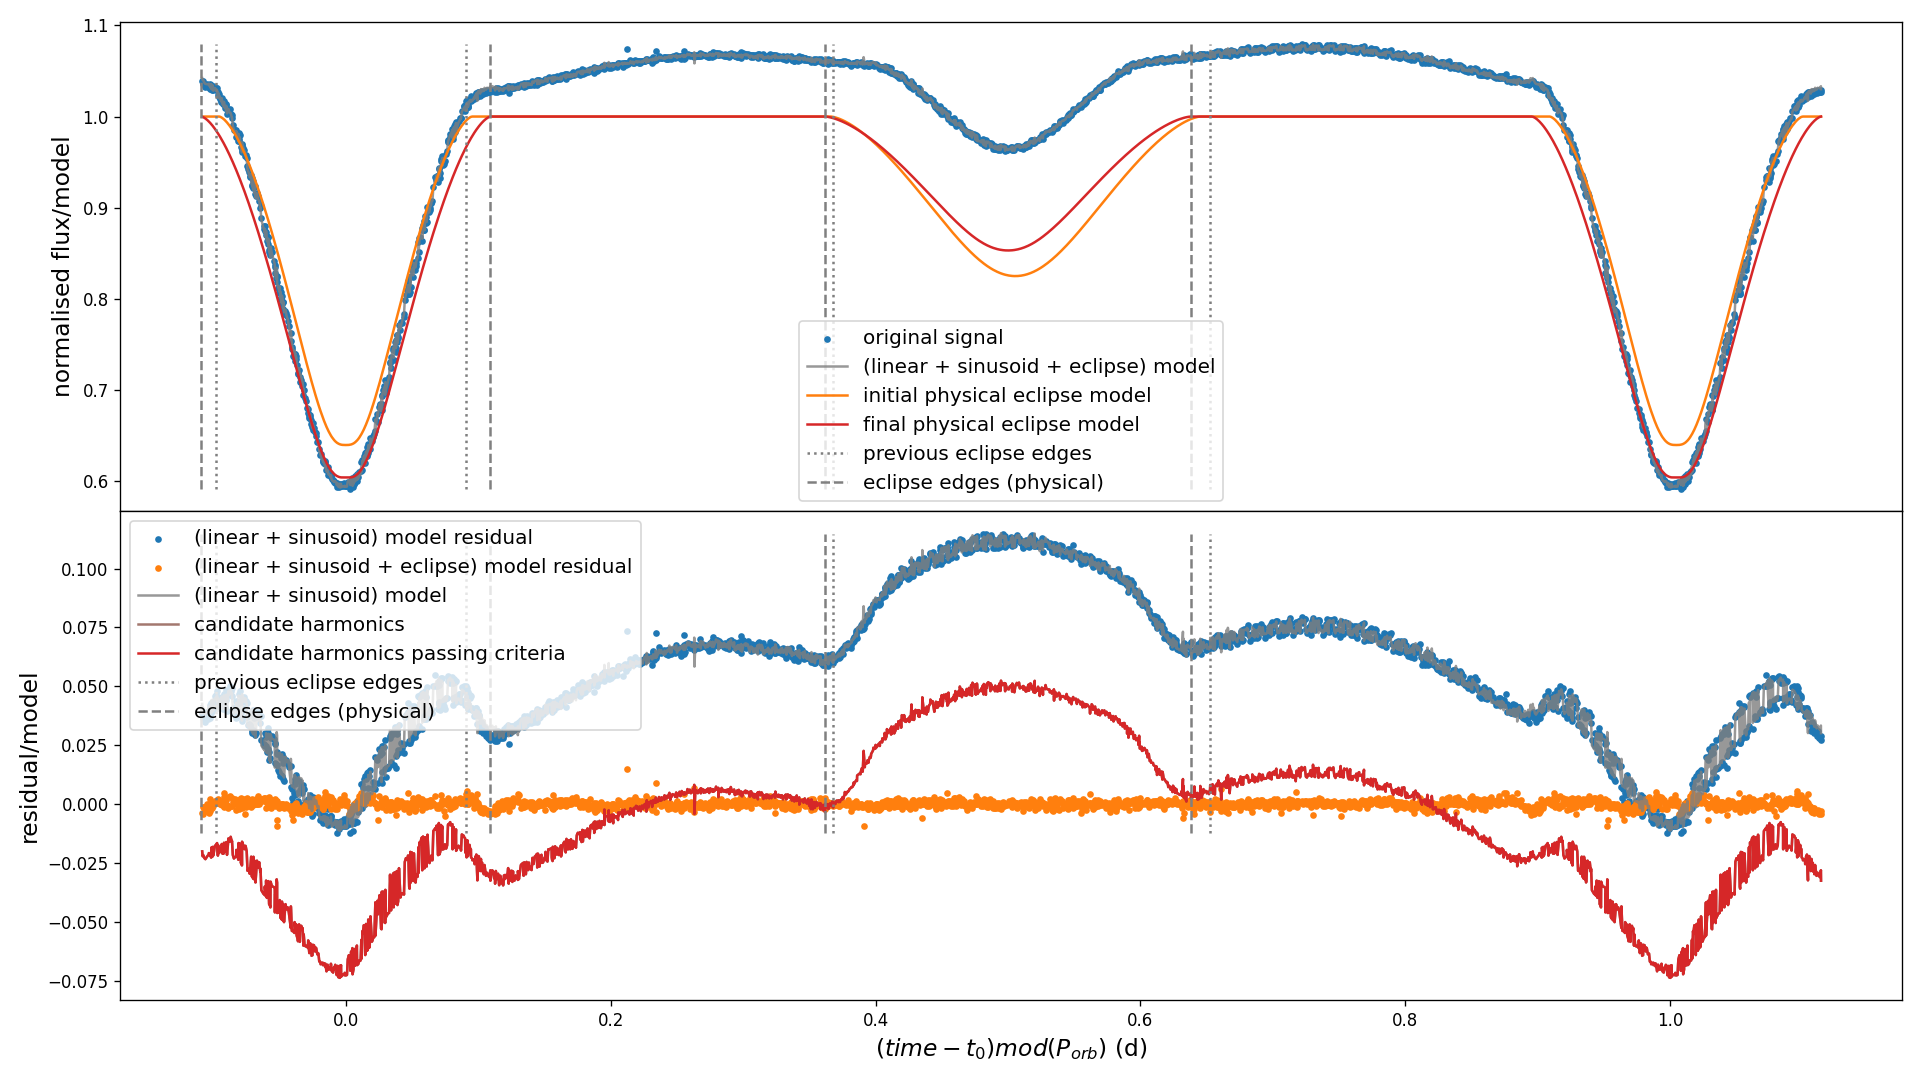 1.1
1.0
0.9
0.8
0.7
0.6
normalised flux/model
original signal
(linear + sinusoid + eclipse) model
initial physical eclipse model
final physical eclipse model
previous eclipse edges
eclipse edges (physical)
(linear + sinusoid) model residual
(linear + sinusoid + eclipse) model residual
(linear + sinusoid) model
candidate harmonics
candidate harmonics passing criteria
previous eclipse edges
eclipse edges (physical)
0.100
0.075
0.050
0.025
0.000
−0.025
−0.050
−0.075
residual/model
0.0 0.2 0.4 0.6 0.8 1.0
(time − t₀)mod(Pₒᵣb) (d)